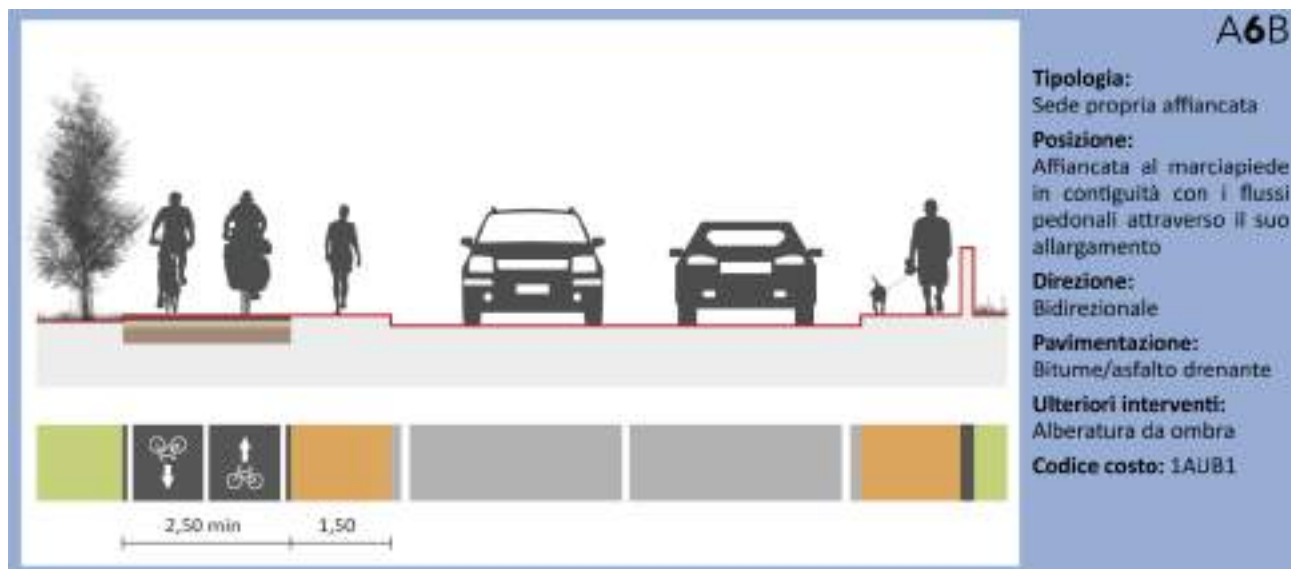 A6B
Tipologia:
Sede propria affiancata
Posizione:
Affiancata al marciapiede
in contiguità con i flussi
pedonali attraverso il suo
allargamento
Direzione:
Bidirezionale
Pavimentazione:
Bitume/asfalto drenante
Ulteriori interventi:
Alberatura da ombra
Codice costo: 1AUB1
2,50 min
1,50